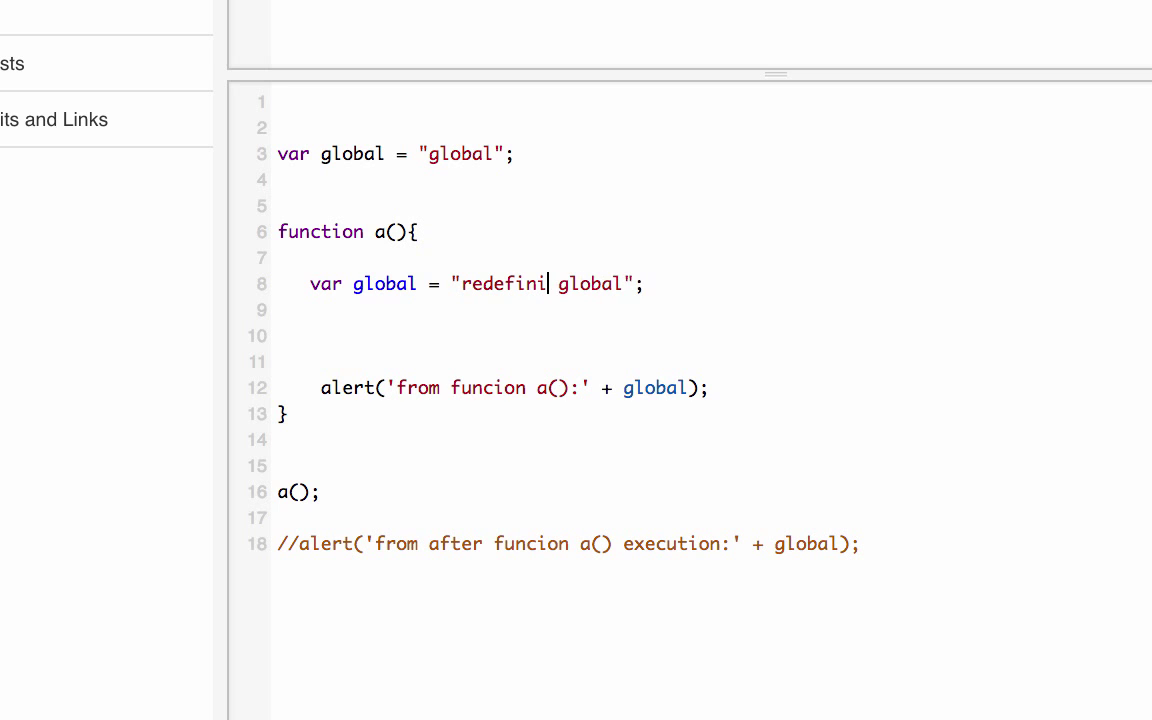 sts
its and Links
1
2
3 var global = "global";
4
5
6 function a(){
7
8 var global = "redefini global";
9
10
11
12 alert('from funcion a():' + global);
13 }
14
15
16 a();
17
18 //alert('from after funcion a() execution:' + global);